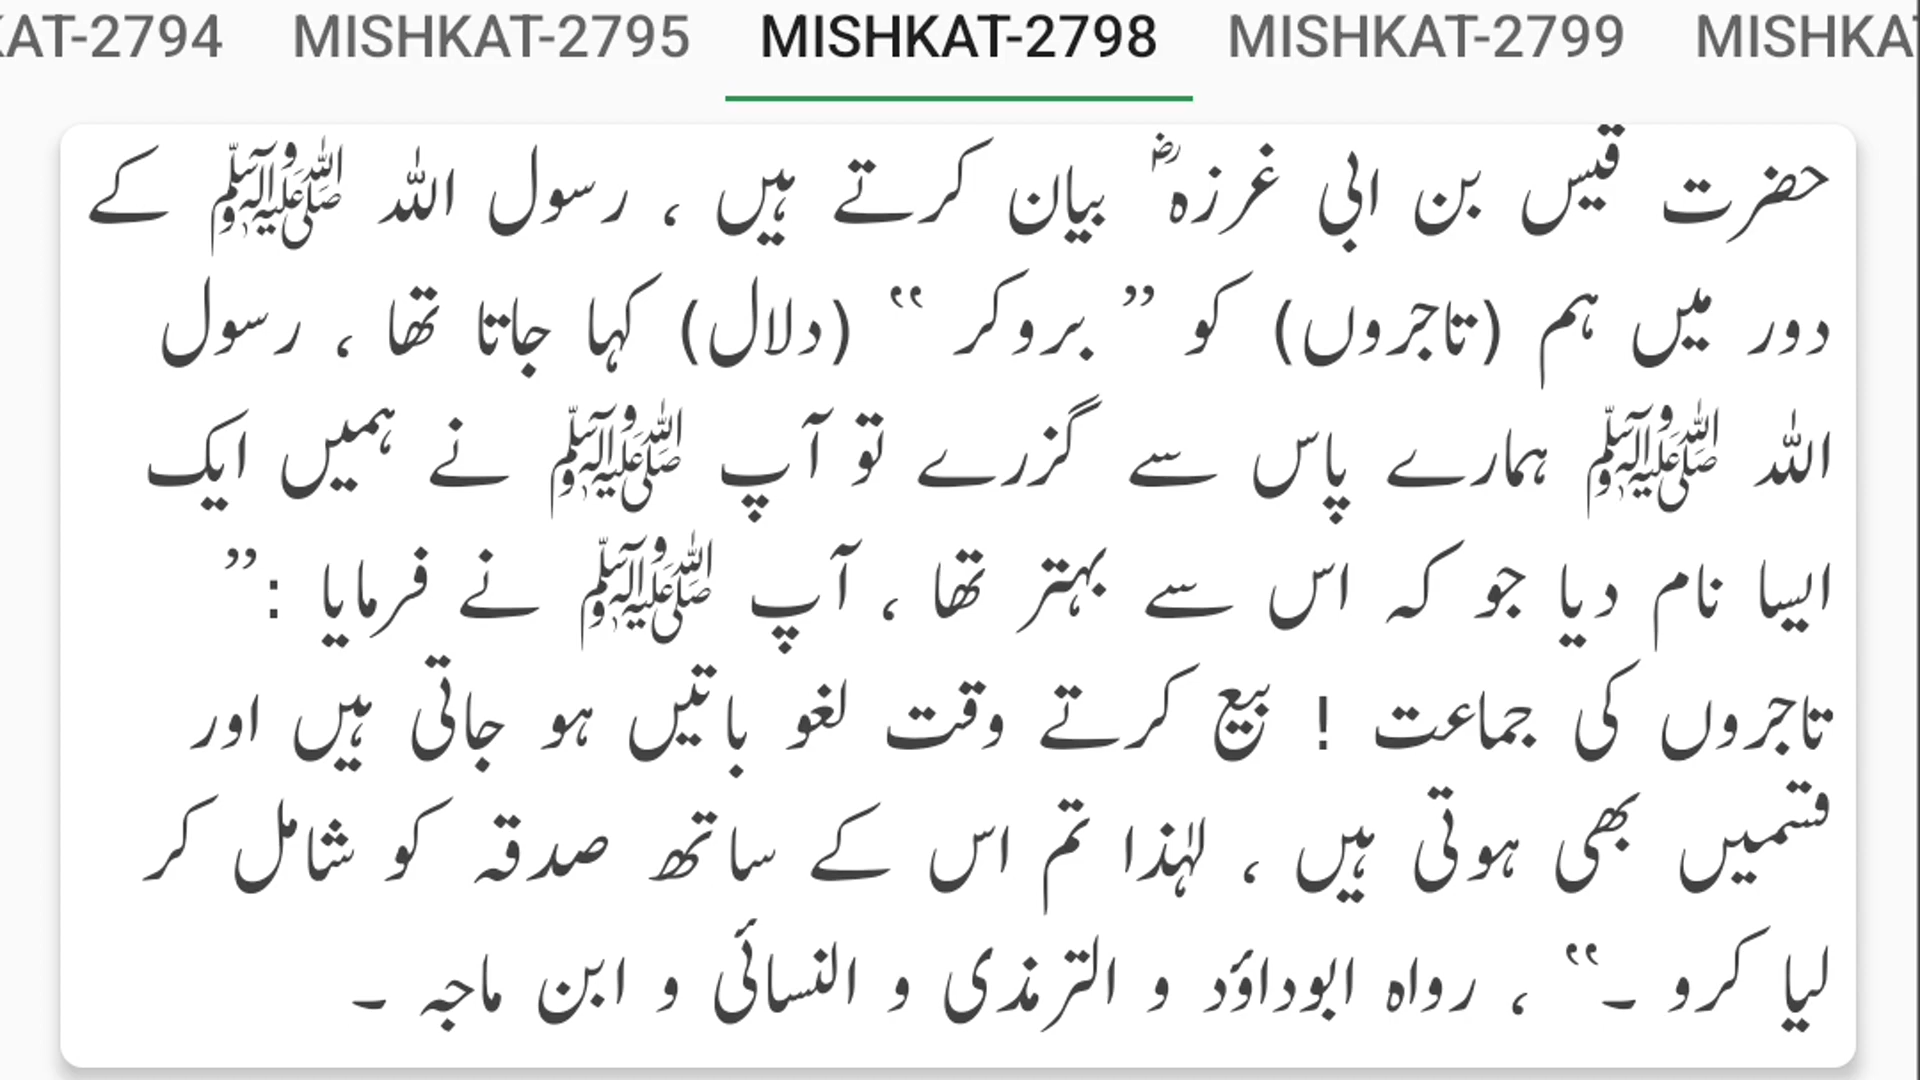 KAT-2794 MISHKAT-2795 MISHKAT-2798 MISHKAT-2799 MISHKAT
حضرت قیس بن ابی غرزہ ؓ بیان کرتے ہیں ، رسول اللہ ﷺ کے
دور میں ہم (تاجروں) کو ’’ بروکر ‘‘ (دلال) کہا جاتا تھا ، رسول
اللہ ﷺ ہمارے پاس سے گزرے تو آپ ﷺ نے ہمیں ایک
ایسا نام دیا جو کہ اس سے بہتر تھا ، آپ ﷺ نے فرمایا :’’
تاجروں کی جماعت ! بیع کرتے وقت لغو باتیں ہو جاتی ہیں اور
قسمیں بھی ہوتی ہیں ، لہٰذا تم اس کے ساتھ صدقہ کو شامل کر
لیا کرو ۔‘‘ ، رواہ ابوداؤد و الترمذی و النسائی و ابن ماجہ ۔